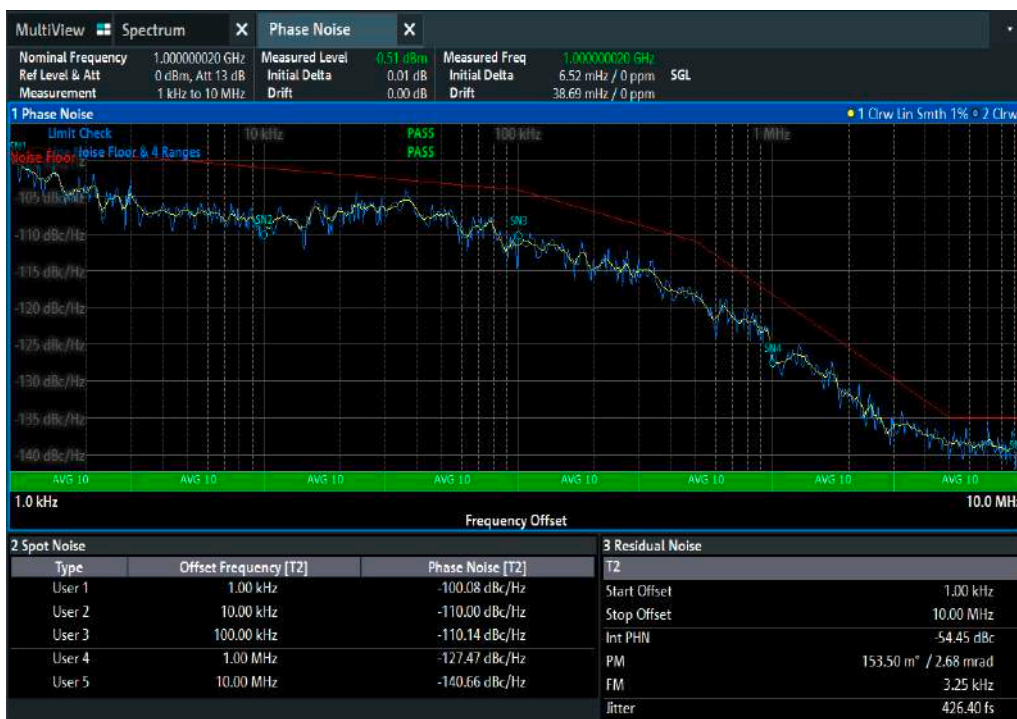 MultiView Spectrum X Phase Noise X
Nominal Frequency 1.000000020 GHz Measured Level -0.51 dBm Measured Freq 1.000000020 GHz
Ref Level & Att 0 dBm, Att 13 dB Initial Delta 0.01 dB Initial Delta 6.52 mHz / 0 ppm SGL
Measurement 1 kHz to 10 MHz Drift 0.00 dB Drift 38.69 mHz / 0 ppm
1 Phase Noise 1 Clrw Lin Smth 1% 2 Clrw
Limit Check 10 kHz PASS 100 kHz 1 MHz
Noise Floor Noise Floor & 4 Ranges PASS
-105 dBc/Hz
SN2 SN3
-110 dBc/Hz
-115 dBc/Hz
-120 dBc/Hz
-125 dBc/Hz SN4
-130 dBc/Hz
-135 dBc/Hz
-140 dBc/Hz
AVG 10 AVG 10 AVG 10 AVG 10 AVG 10 AVG 10 AVG 10 AVG 10
1.0 kHz 10.0 MHz
Frequency Offset
2 Spot Noise
Type Offset Frequency [T2] Phase Noise [T2]
User 1 1.00 kHz -100.08 dBc/Hz
User 2 10.00 kHz -110.00 dBc/Hz
User 3 100.00 kHz -110.14 dBc/Hz
User 4 1.00 MHz -127.47 dBc/Hz
User 5 10.00 MHz -140.66 dBc/Hz
3 Residual Noise
T2
Start Offset 1.00 kHz
Stop Offset 10.00 MHz
Int PHN -54.45 dBc
PM 153.50 m° / 2.68 mrad
FM 3.25 kHz
Jitter 426.40 fs